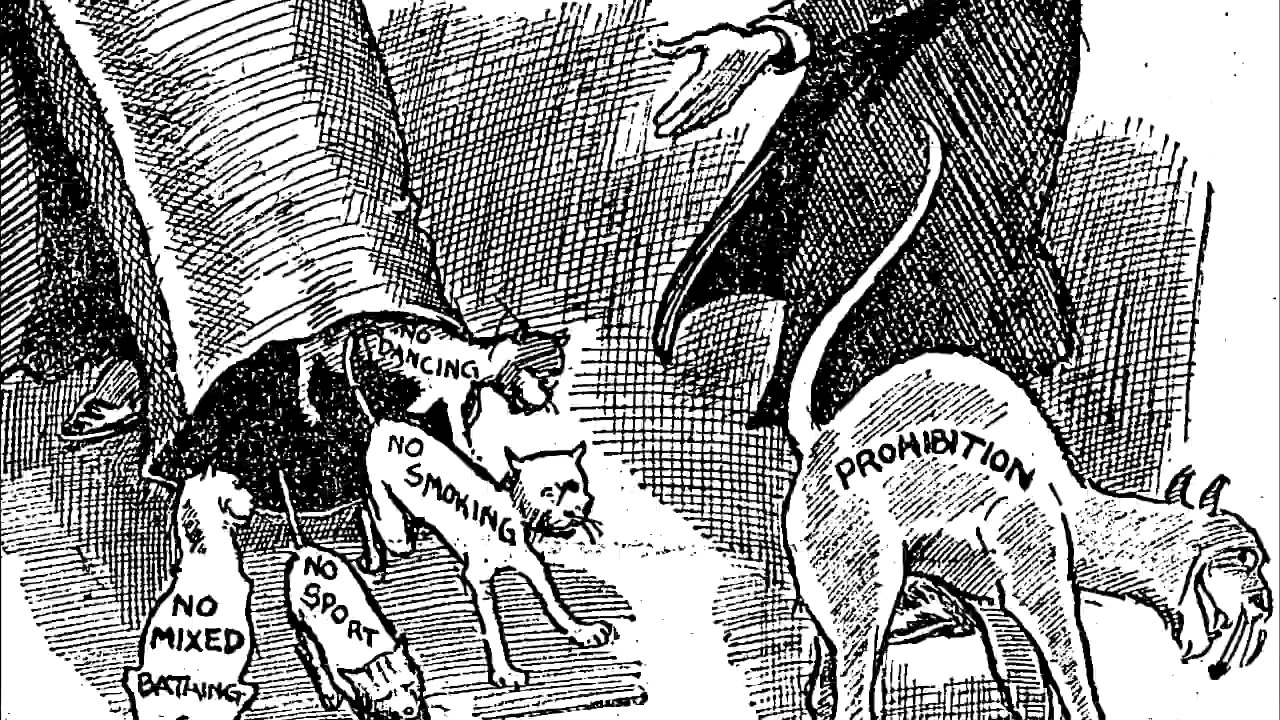 NO
DANCING
NO
SMOKING
PROHIBITION
NO
SPORT
NO
MIXED
BATHING